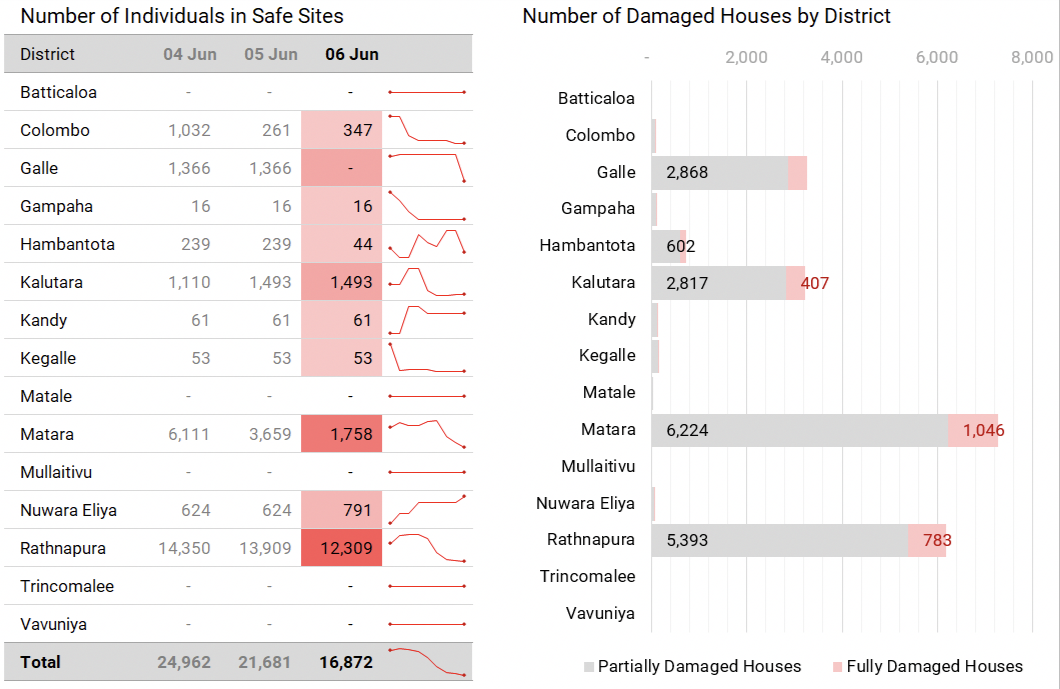 Number of Individuals in Safe Sites
District 04 Jun 05 Jun 06 Jun
Batticaloa - - -
Colombo 1,032 261 347
Galle 1,366 1,366 -
Gampaha 16 16 16
Hambantota 239 239 44
Kalutara 1,110 1,493 1,493
Kandy 61 61 61
Kegalle 53 53 53
Matale - - -
Matara 6,111 3,659 1,758
Mullaitivu - - -
Nuwara Eliya 624 624 791
Rathnapura 14,350 13,909 12,309
Trincomalee - - -
Vavuniya - - -
Total 24,962 21,681 16,872
Number of Damaged Houses by District
- 2,000 4,000 6,000 8,000
Batticaloa
Colombo
Galle 2,868
Gampaha
Hambantota 602
Kalutara 2,817 407
Kandy
Kegalle
Matale
Matara 6,224 1,046
Mullaitivu
Nuwara Eliya
Rathnapura 5,393 783
Trincomalee
Vavuniya
Partially Damaged Houses Fully Damaged Houses